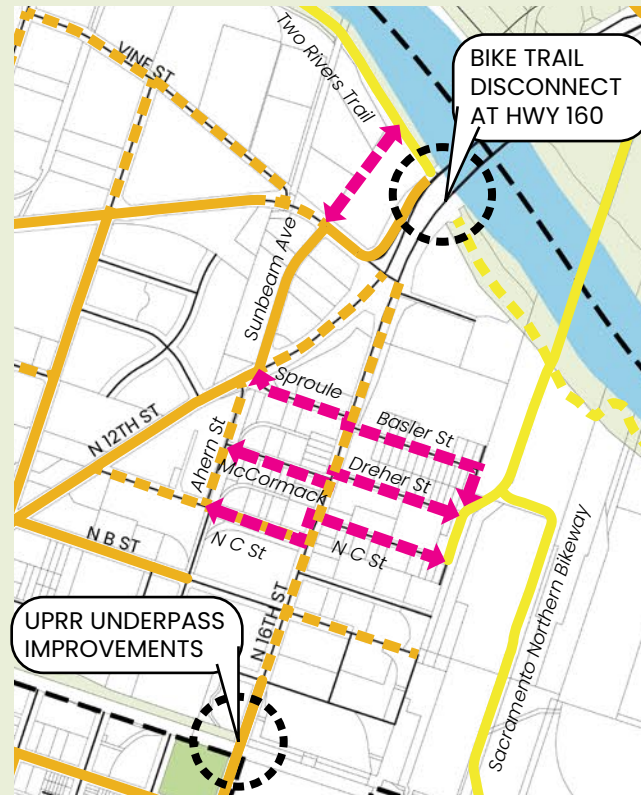 Two Rivers Trail
BIKE TRAIL
DISCONNECT
AT HWY 160
VINE ST
Sunbeam Ave
Sproule
Basler St
N 12TH ST
Ahern St
McCormack
Dreher St
N C St
N C St
N B ST
N 16TH ST
Sacramento Northern Bikeway
UPRR UNDERPASS
IMPROVEMENTS